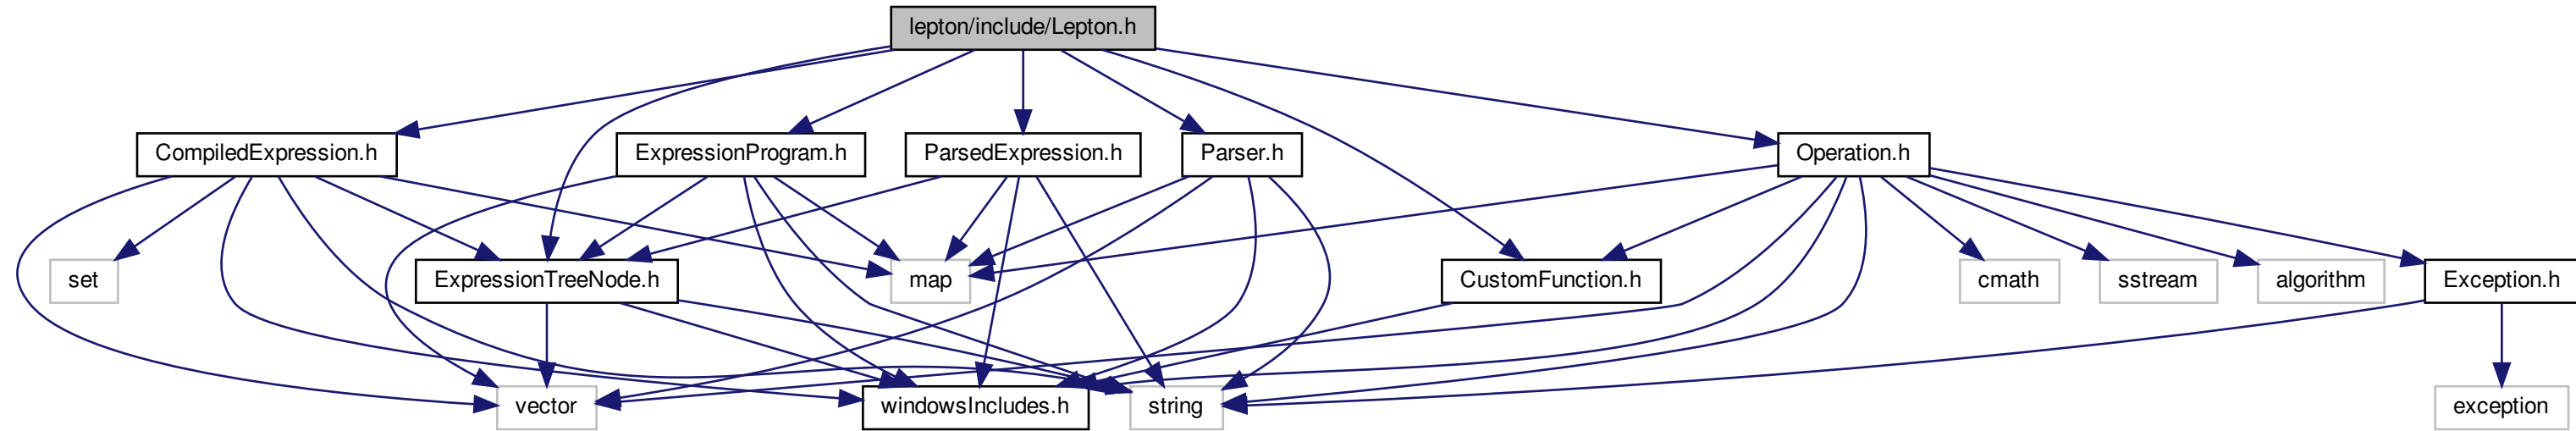 lepton/include/Lepton.h
CompiledExpression.h
ExpressionProgram.h
ParsedExpression.h
Parser.h
Operation.h
set
ExpressionTreeNode.h
map
CustomFunction.h
cmath
sstream
algorithm
Exception.h
vector
windowsIncludes.h
string
exception